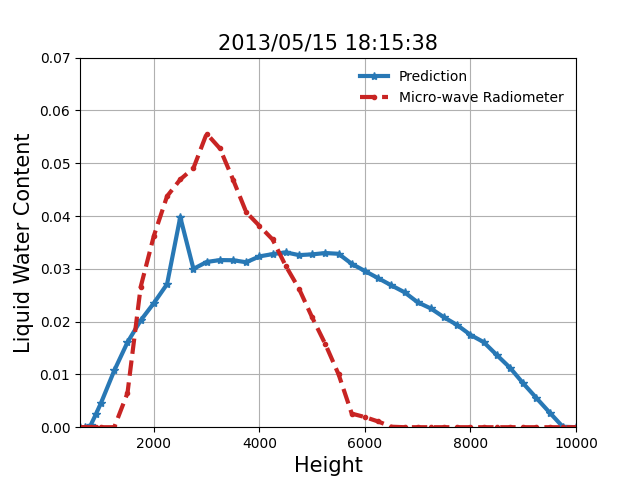 2013/05/15 18:15:38
Prediction
Micro-wave Radiometer
Liquid Water Content
0.07
0.06
0.05
0.04
0.03
0.02
0.01
0.00
2000 4000 6000 8000 10000
Height